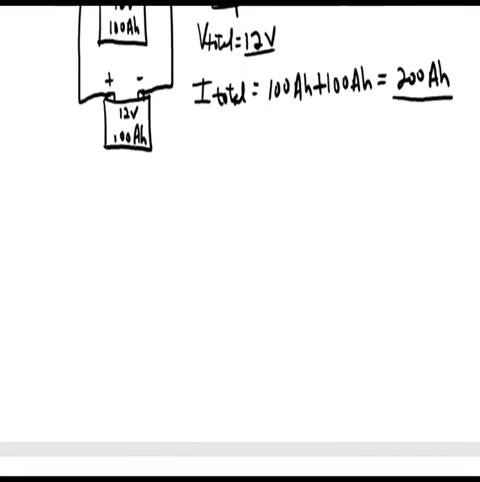 100Ah
Vtotal = 12V
Itotal = 100Ah + 100Ah = 200Ah
+ -
12V
100Ah